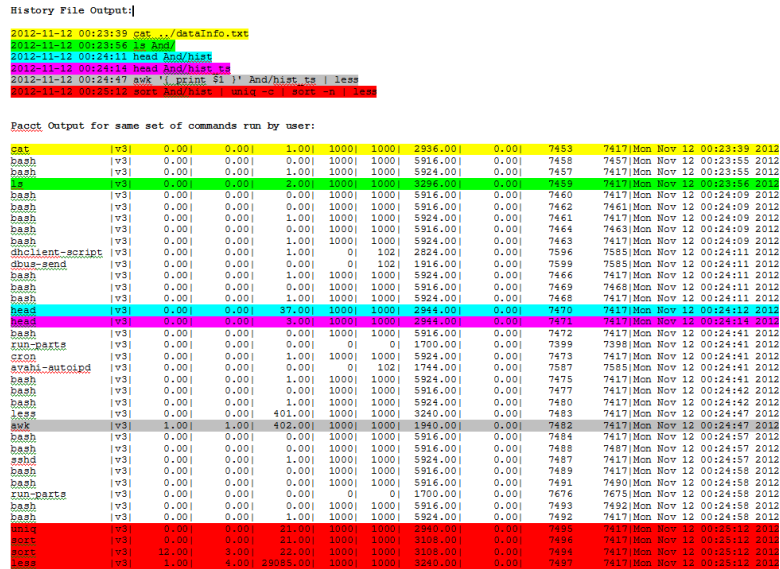 History File Output:
2012-11-12 00:23:39 cat ../dataInfo.txt
2012-11-12 00:23:56 ls And/
2012-11-12 00:24:11 head And/hist
2012-11-12 00:24:14 head And/hist_ts
2012-11-12 00:24:47 awk '{ print $1 }' And/hist_ts | less
2012-11-12 00:25:12 sort And/hist | uniq -c | sort -n | less
Pacct Output for same set of commands run by user:
cat |v3| 0.00| 0.00| 1.00| 1000| 1000| 2936.00| 0.00| 7453 7417|Mon Nov 12 00:23:39 2012
bash |v3| 0.00| 0.00| 0.00| 1000| 1000| 5916.00| 0.00| 7458 7457|Mon Nov 12 00:23:55 2012
bash |v3| 0.00| 0.00| 1.00| 1000| 1000| 5924.00| 0.00| 7457 7417|Mon Nov 12 00:23:55 2012
ls |v3| 0.00| 0.00| 2.00| 1000| 1000| 3296.00| 0.00| 7459 7417|Mon Nov 12 00:23:56 2012
bash |v3| 0.00| 0.00| 0.00| 1000| 1000| 5916.00| 0.00| 7460 7417|Mon Nov 12 00:24:09 2012
bash |v3| 0.00| 0.00| 0.00| 1000| 1000| 5916.00| 0.00| 7462 7461|Mon Nov 12 00:24:09 2012
bash |v3| 0.00| 0.00| 1.00| 1000| 1000| 5924.00| 0.00| 7461 7417|Mon Nov 12 00:24:09 2012
bash |v3| 0.00| 0.00| 0.00| 1000| 1000| 5916.00| 0.00| 7464 7463|Mon Nov 12 00:24:09 2012
bash |v3| 0.00| 0.00| 1.00| 1000| 1000| 5924.00| 0.00| 7463 7417|Mon Nov 12 00:24:09 2012
dhclient-script |v3| 0.00| 0.00| 1.00| 0| 102| 2824.00| 0.00| 7596 7585|Mon Nov 12 00:24:11 2012
dbus-send |v3| 0.00| 0.00| 0.00| 0| 102| 1916.00| 0.00| 7599 7585|Mon Nov 12 00:24:11 2012
bash |v3| 0.00| 0.00| 1.00| 1000| 1000| 5924.00| 0.00| 7466 7417|Mon Nov 12 00:24:11 2012
bash |v3| 0.00| 0.00| 0.00| 1000| 1000| 5916.00| 0.00| 7469 7468|Mon Nov 12 00:24:11 2012
bash |v3| 0.00| 0.00| 1.00| 1000| 1000| 5924.00| 0.00| 7468 7417|Mon Nov 12 00:24:11 2012
head |v3| 0.00| 0.00| 37.00| 1000| 1000| 2944.00| 0.00| 7470 7417|Mon Nov 12 00:24:12 2012
head |v3| 0.00| 0.00| 3.00| 1000| 1000| 2944.00| 0.00| 7471 7417|Mon Nov 12 00:24:14 2012
bash |v3| 0.00| 0.00| 0.00| 1000| 1000| 5916.00| 0.00| 7472 7417|Mon Nov 12 00:24:41 2012
run-parts |v3| 0.00| 0.00| 0.00| 0| 0| 1700.00| 0.00| 7399 7398|Mon Nov 12 00:24:41 2012
cron |v3| 0.00| 0.00| 1.00| 1000| 1000| 5924.00| 0.00| 7473 7417|Mon Nov 12 00:24:41 2012
avahi-autoipd |v3| 0.00| 0.00| 0.00| 0| 102| 1744.00| 0.00| 7587 7585|Mon Nov 12 00:24:41 2012
bash |v3| 0.00| 0.00| 1.00| 1000| 1000| 5924.00| 0.00| 7475 7417|Mon Nov 12 00:24:41 2012
bash |v3| 0.00| 0.00| 0.00| 1000| 1000| 5916.00| 0.00| 7477 7417|Mon Nov 12 00:24:42 2012
bash |v3| 0.00| 0.00| 0.00| 1000| 1000| 5924.00| 0.00| 7480 7417|Mon Nov 12 00:24:42 2012
less |v3| 0.00| 0.00| 401.00| 1000| 1000| 3240.00| 0.00| 7483 7417|Mon Nov 12 00:24:47 2012
awk |v3| 1.00| 1.00| 402.00| 1000| 1000| 1940.00| 0.00| 7482 7417|Mon Nov 12 00:24:47 2012
bash |v3| 0.00| 0.00| 0.00| 1000| 1000| 5916.00| 0.00| 7484 7417|Mon Nov 12 00:24:57 2012
bash |v3| 0.00| 0.00| 0.00| 1000| 1000| 5916.00| 0.00| 7488 7487|Mon Nov 12 00:24:57 2012
sshd |v3| 0.00| 0.00| 1.00| 1000| 1000| 5924.00| 0.00| 7487 7417|Mon Nov 12 00:24:57 2012
bash |v3| 0.00| 0.00| 0.00| 1000| 1000| 5916.00| 0.00| 7489 7417|Mon Nov 12 00:24:58 2012
bash |v3| 0.00| 0.00| 0.00| 1000| 1000| 5916.00| 0.00| 7491 7490|Mon Nov 12 00:24:58 2012
run-parts |v3| 0.00| 0.00| 0.00| 0| 0| 1700.00| 0.00| 7676 7675|Mon Nov 12 00:24:58 2012
bash |v3| 0.00| 0.00| 0.00| 1000| 1000| 5916.00| 0.00| 7493 7492|Mon Nov 12 00:24:58 2012
bash |v3| 0.00| 0.00| 1.00| 1000| 1000| 5924.00| 0.00| 7492 7417|Mon Nov 12 00:24:58 2012
uniq |v3| 0.00| 0.00| 21.00| 1000| 1000| 2940.00| 0.00| 7495 7417|Mon Nov 12 00:25:12 2012
sort |v3| 0.00| 0.00| 21.00| 1000| 1000| 3108.00| 0.00| 7496 7417|Mon Nov 12 00:25:12 2012
sort |v3| 12.00| 3.00| 22.00| 1000| 1000| 3108.00| 0.00| 7494 7417|Mon Nov 12 00:25:12 2012
less |v3| 1.00| 4.00| 29085.00| 1000| 1000| 3240.00| 0.00| 7497 7417|Mon Nov 12 00:25:12 2012